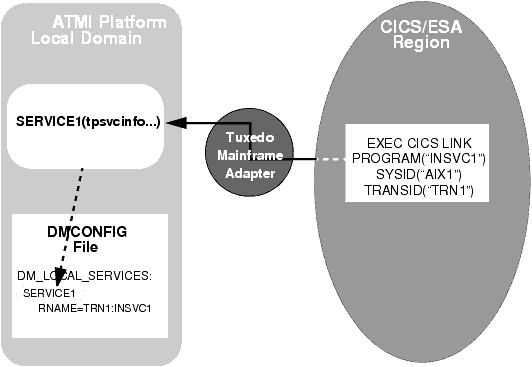 ATMI Platform
Local Domain
SERVICE1(tpsvcinfo...)
DMCONFIG
File
DM_LOCAL_SERVICES:
SERVICE1
RNAME=TRN1:INSVC1
Tuxedo
Mainframe
Adapter
CICS/ESA
Region
EXEC CICS LINK
PROGRAM(“INSVC1”)
SYSID(“AIX1”)
TRANSID(“TRN1”)